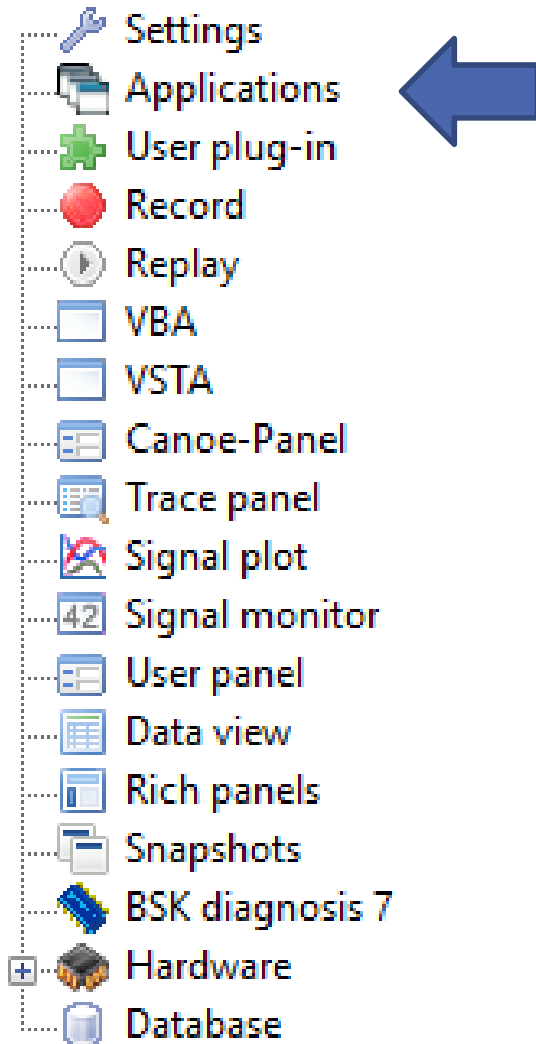 Settings
Applications
User plug-in
Record
Replay
VBA
VSTA
Canoe-Panel
Trace panel
Signal plot
42 Signal monitor
User panel
Data view
Rich panels
Snapshots
BSK diagnosis 7
Hardware
Database